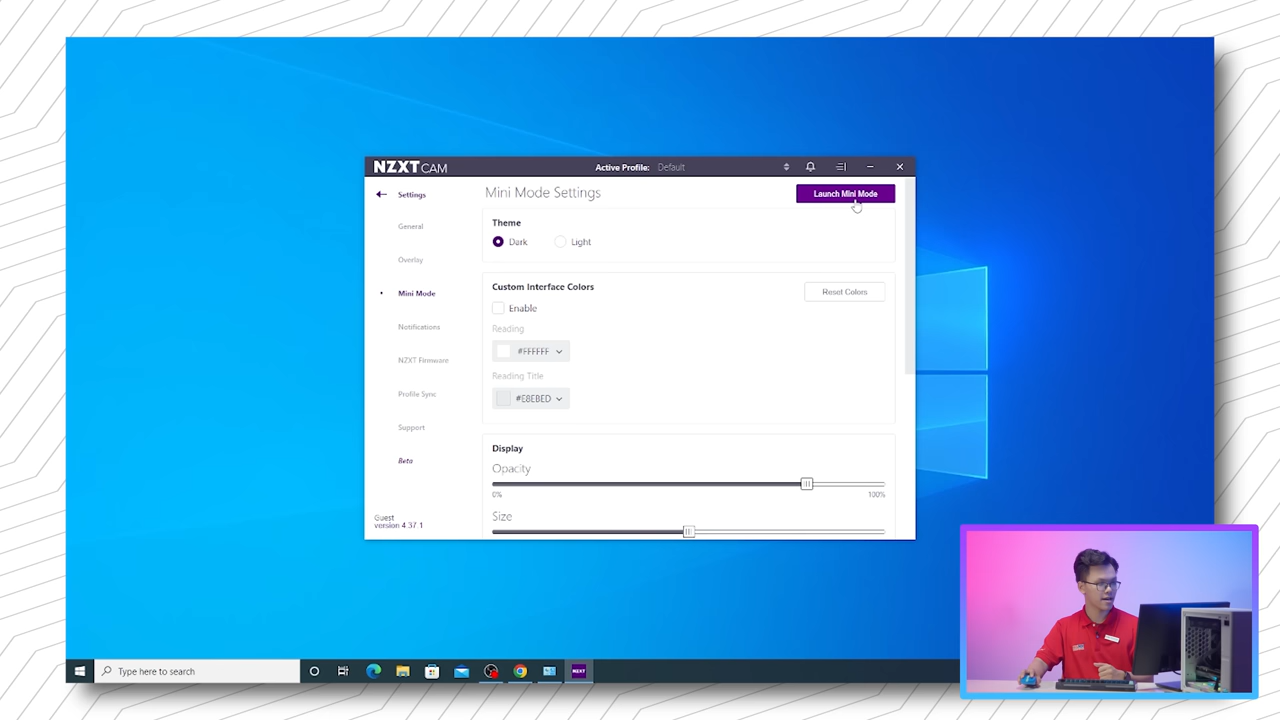 NZXT CAM
Active Profile: Default
Settings
Mini Mode Settings
Launch Mini Mode
General
Overlay
Mini Mode
Notifications
NZXT Firmware
Profile Sync
Support
Beta
Guest
version 4.37.1
Theme
Dark
Light
Custom Interface Colors
Reset Colors
Enable
Reading
#FFFFFF
Reading Title
#E8EBED
Display
Opacity
0%
100%
Size
Type here to search
NZXT